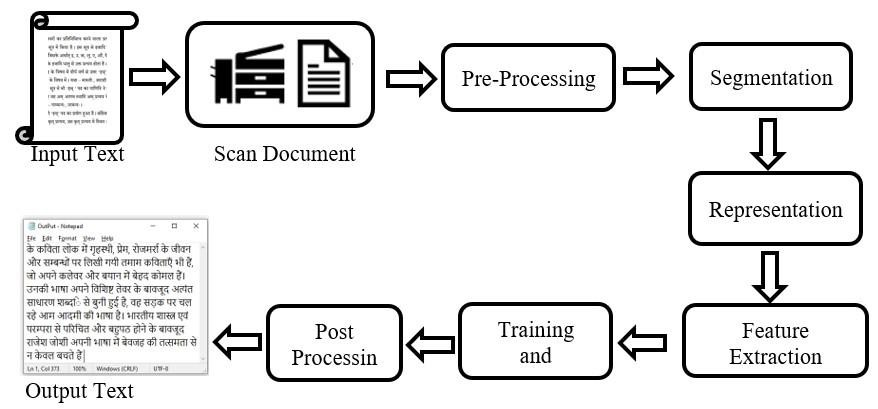 Input Text
Scan Document
Pre-Processing
Segmentation
Representation
Feature
Extraction
Training
and
Post
Processin
OutPut - Notepad
File Edit Format View Help
के कविता लोक में गृहस्थी, प्रेम, रोजमर्रा के जीवन
और सम्बन्धों पर लिखी गयी तमाम कविताएँ भी हैं,
जो अपने कलेवर और बयान में बेहद कोमल हैं।
उनकी भाषा अपने विशिष्ट तेवर के बावजूद अत्यंत
साधारण शब्दों से बुनी हुई है, वह सड़क पर चल
रहे आम आदमी की भाषा है। भारतीय शास्त्र एवं
परम्परा से परिचित और बहुपठ होने के बावजूद
राजेश जोशी अपनी भाषा में बेवजह की तत्समता से
न केवल बचते हैं
Ln 1, Col 373 100% Windows (CRLF) UTF-8
Output Text